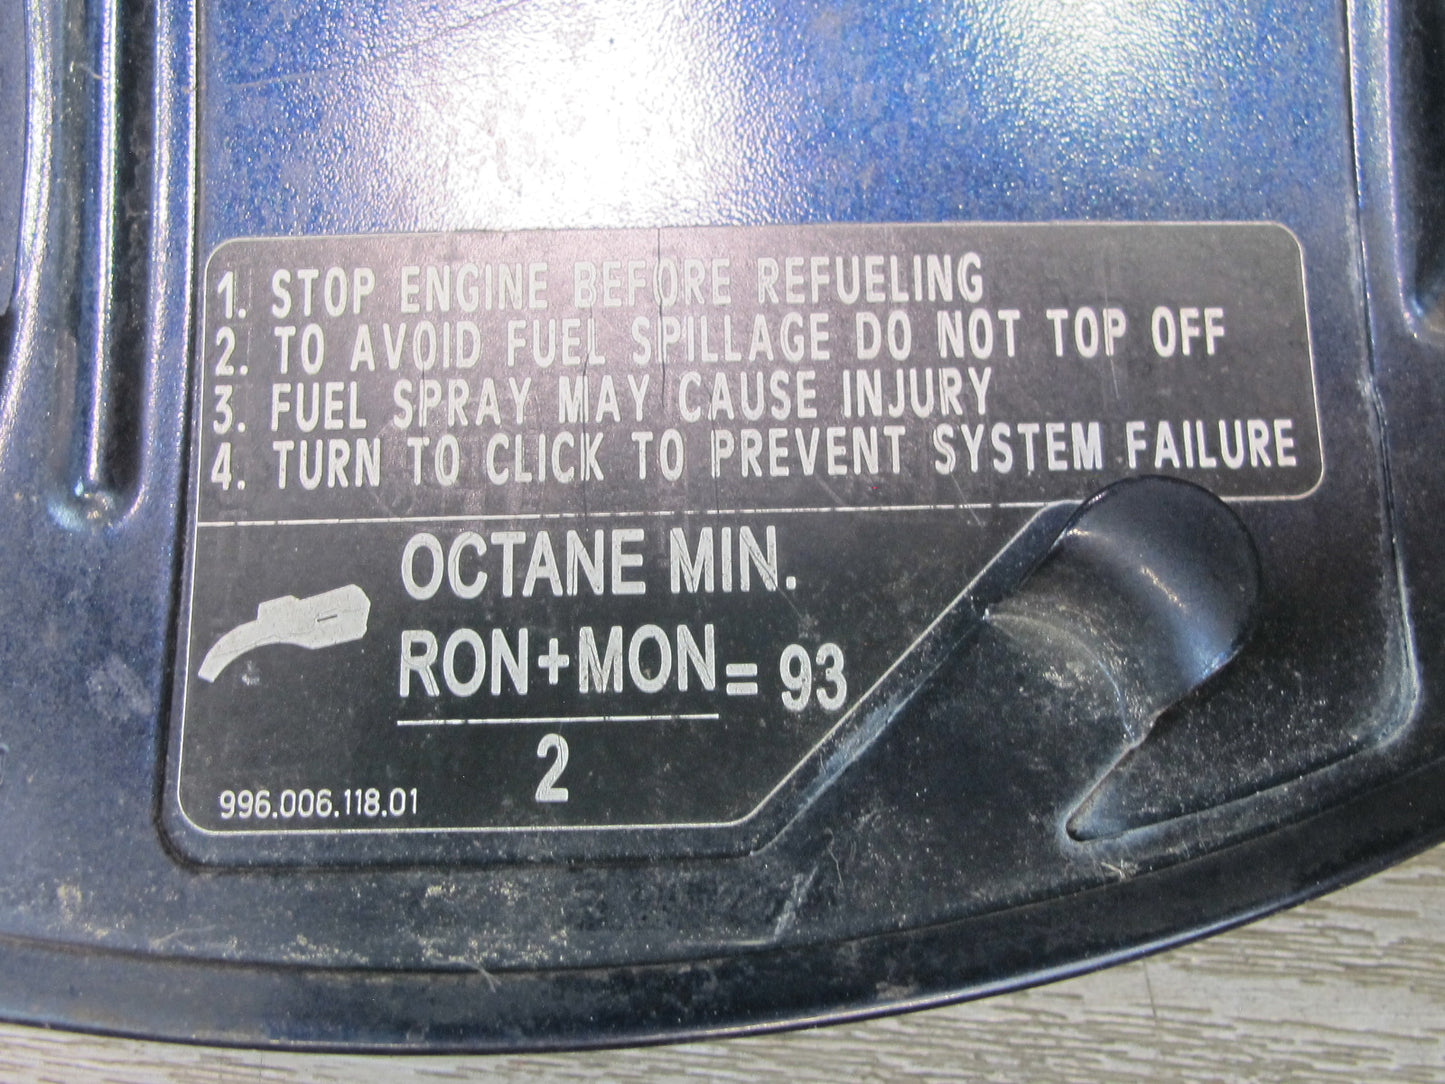 1. STOP ENGINE BEFORE REFUELING
2. TO AVOID FUEL SPILLAGE DO NOT TOP OFF
3. FUEL SPRAY MAY CAUSE INJURY
4. TURN TO CLICK TO PREVENT SYSTEM FAILURE
OCTANE MIN.
RON+MON = 93
2
996.006.118.01